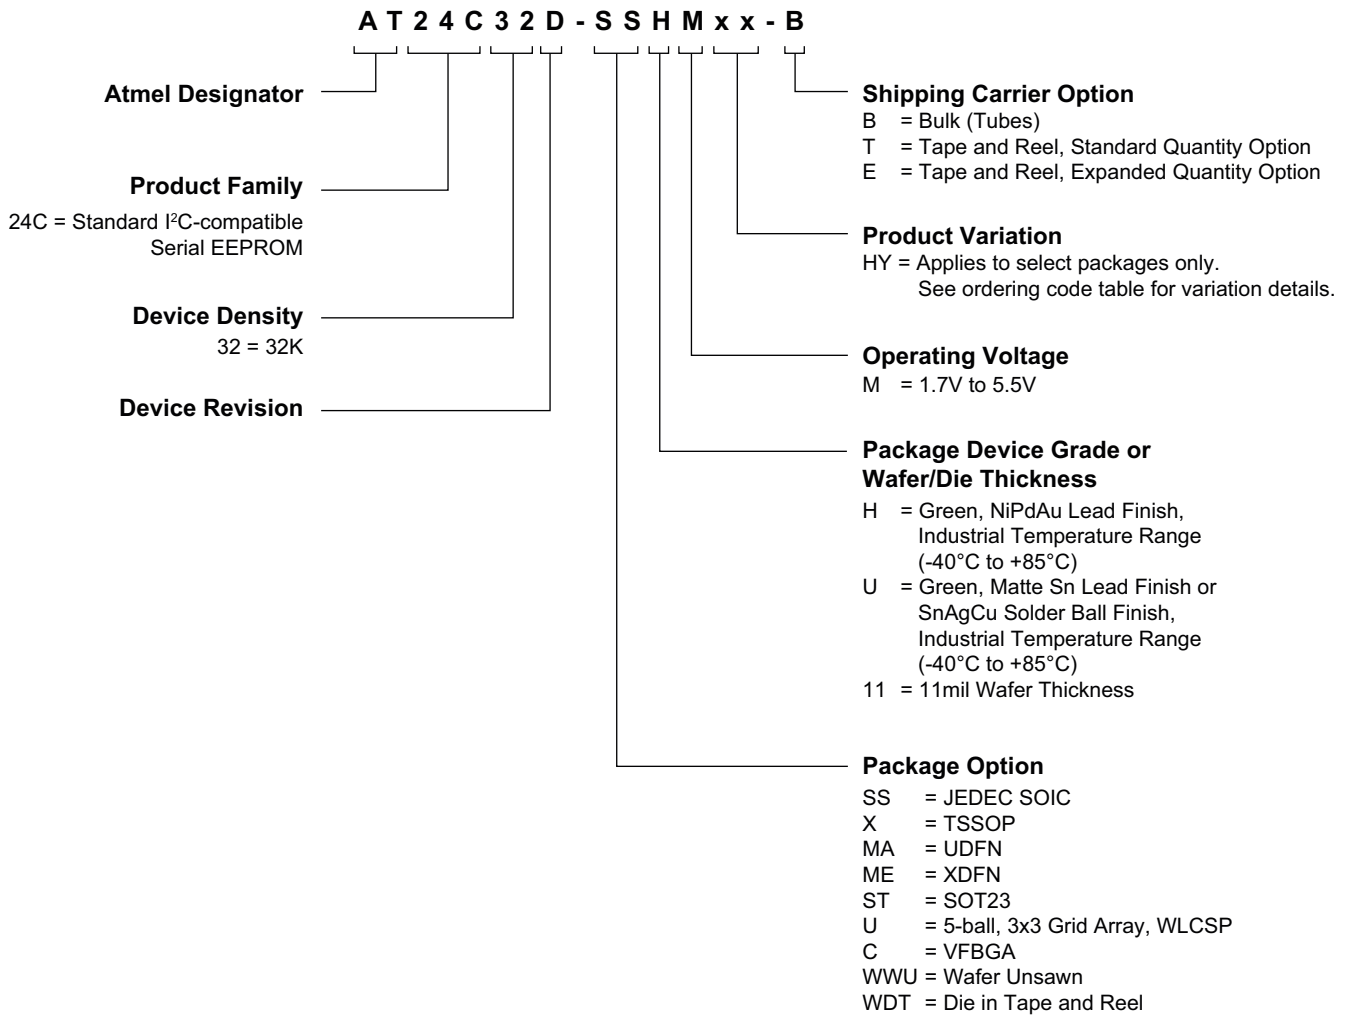 AT24C32D-SSHMxx-B
Atmel Designator
Product Family
24C = Standard I²C-compatible
Serial EEPROM
Device Density
32 = 32K
Device Revision
Shipping Carrier Option
B = Bulk (Tubes)
T = Tape and Reel, Standard Quantity Option
E = Tape and Reel, Expanded Quantity Option
Product Variation
HY = Applies to select packages only.
See ordering code table for variation details.
Operating Voltage
M = 1.7V to 5.5V
Package Device Grade or
Wafer/Die Thickness
H = Green, NiPdAu Lead Finish,
Industrial Temperature Range
(-40°C to +85°C)
U = Green, Matte Sn Lead Finish or
SnAgCu Solder Ball Finish,
Industrial Temperature Range
(-40°C to +85°C)
11 = 11mil Wafer Thickness
Package Option
SS = JEDEC SOIC
X = TSSOP
MA = UDFN
ME = XDFN
ST = SOT23
U = 5-ball, 3x3 Grid Array, WLCSP
C = VFBGA
WWU = Wafer Unsawn
WDT = Die in Tape and Reel